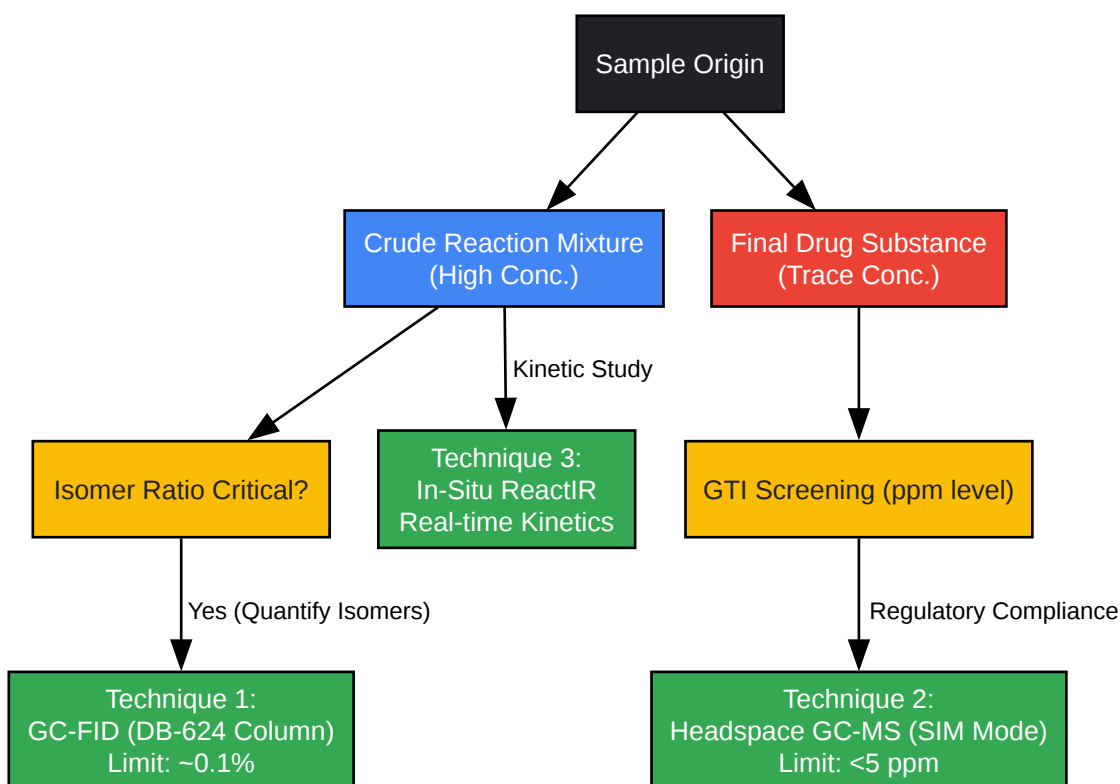 Sample Origin
Crude Reaction Mixture
(High Conc.)
Final Drug Substance
(Trace Conc.)
Kinetic Study
Isomer Ratio Critical?
Technique 3:
In-Situ ReactIR
Real-time Kinetics
GTI Screening (ppm level)
Yes (Quantify Isomers)
Regulatory Compliance
Technique 1:
GC-FID (DB-624 Column)
Limit: ~0.1%
Technique 2:
Headspace GC-MS (SIM Mode)
Limit: <5 ppm